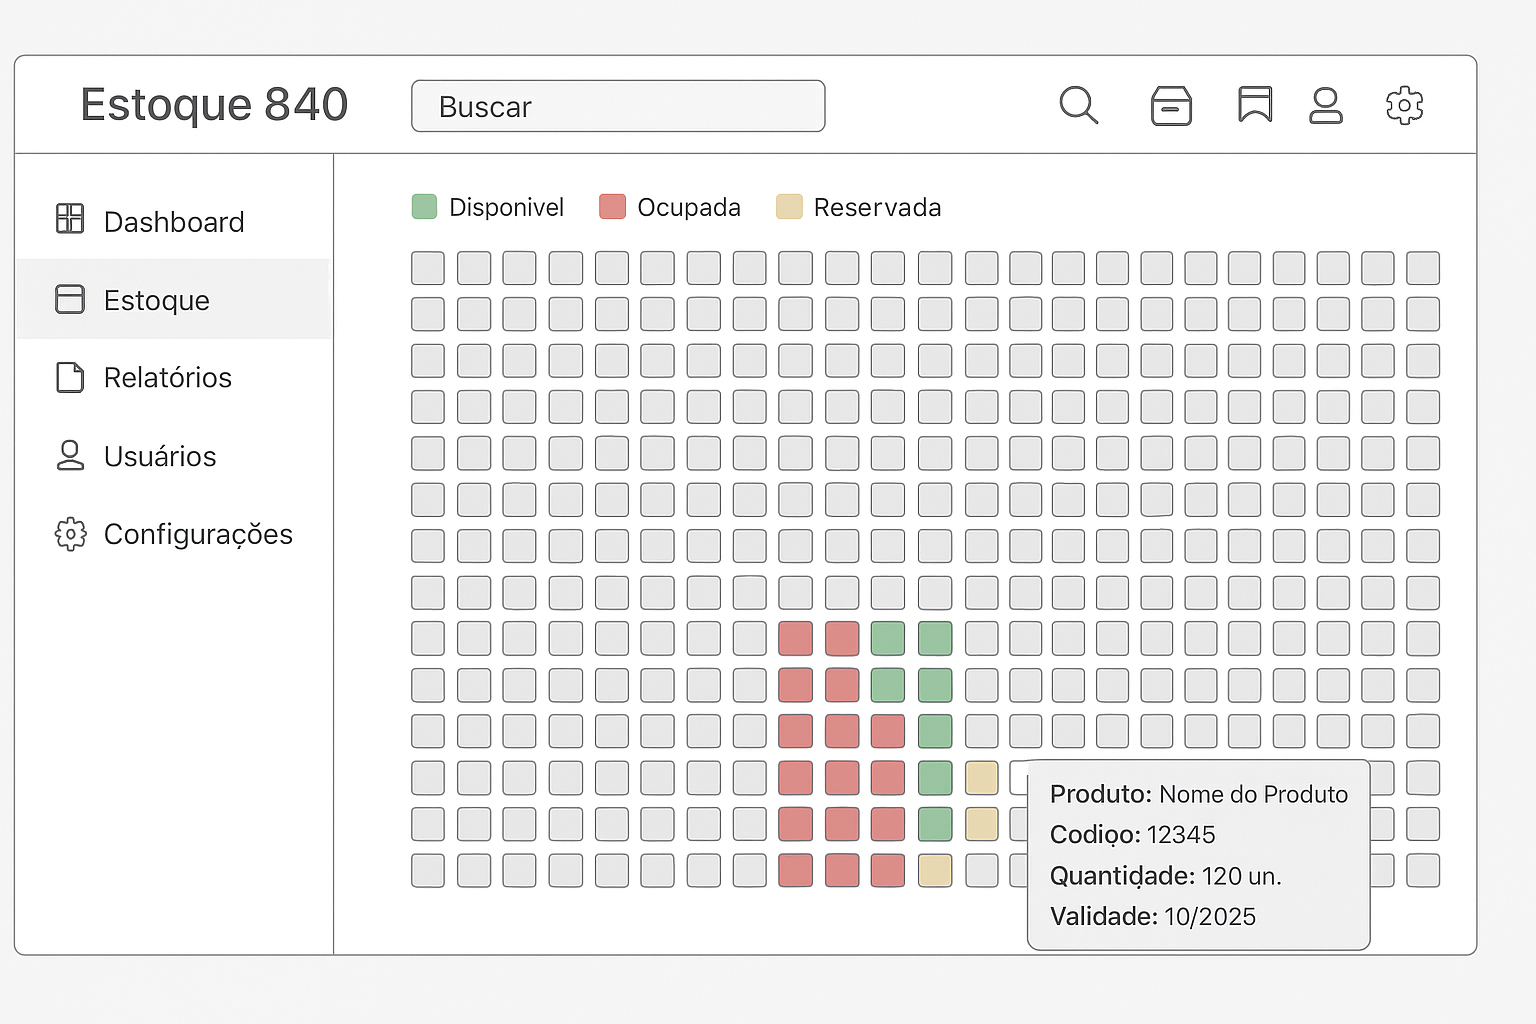 Estoque 840
Buscar
Dashboard
Estoque
Relatórios
Usuários
Configurações
Disponivel
Ocupada
Reservada
Produto: Nome do Produto
Codiọo: 12345
Quantiḍade: 120 un.
Validade: 10/2025